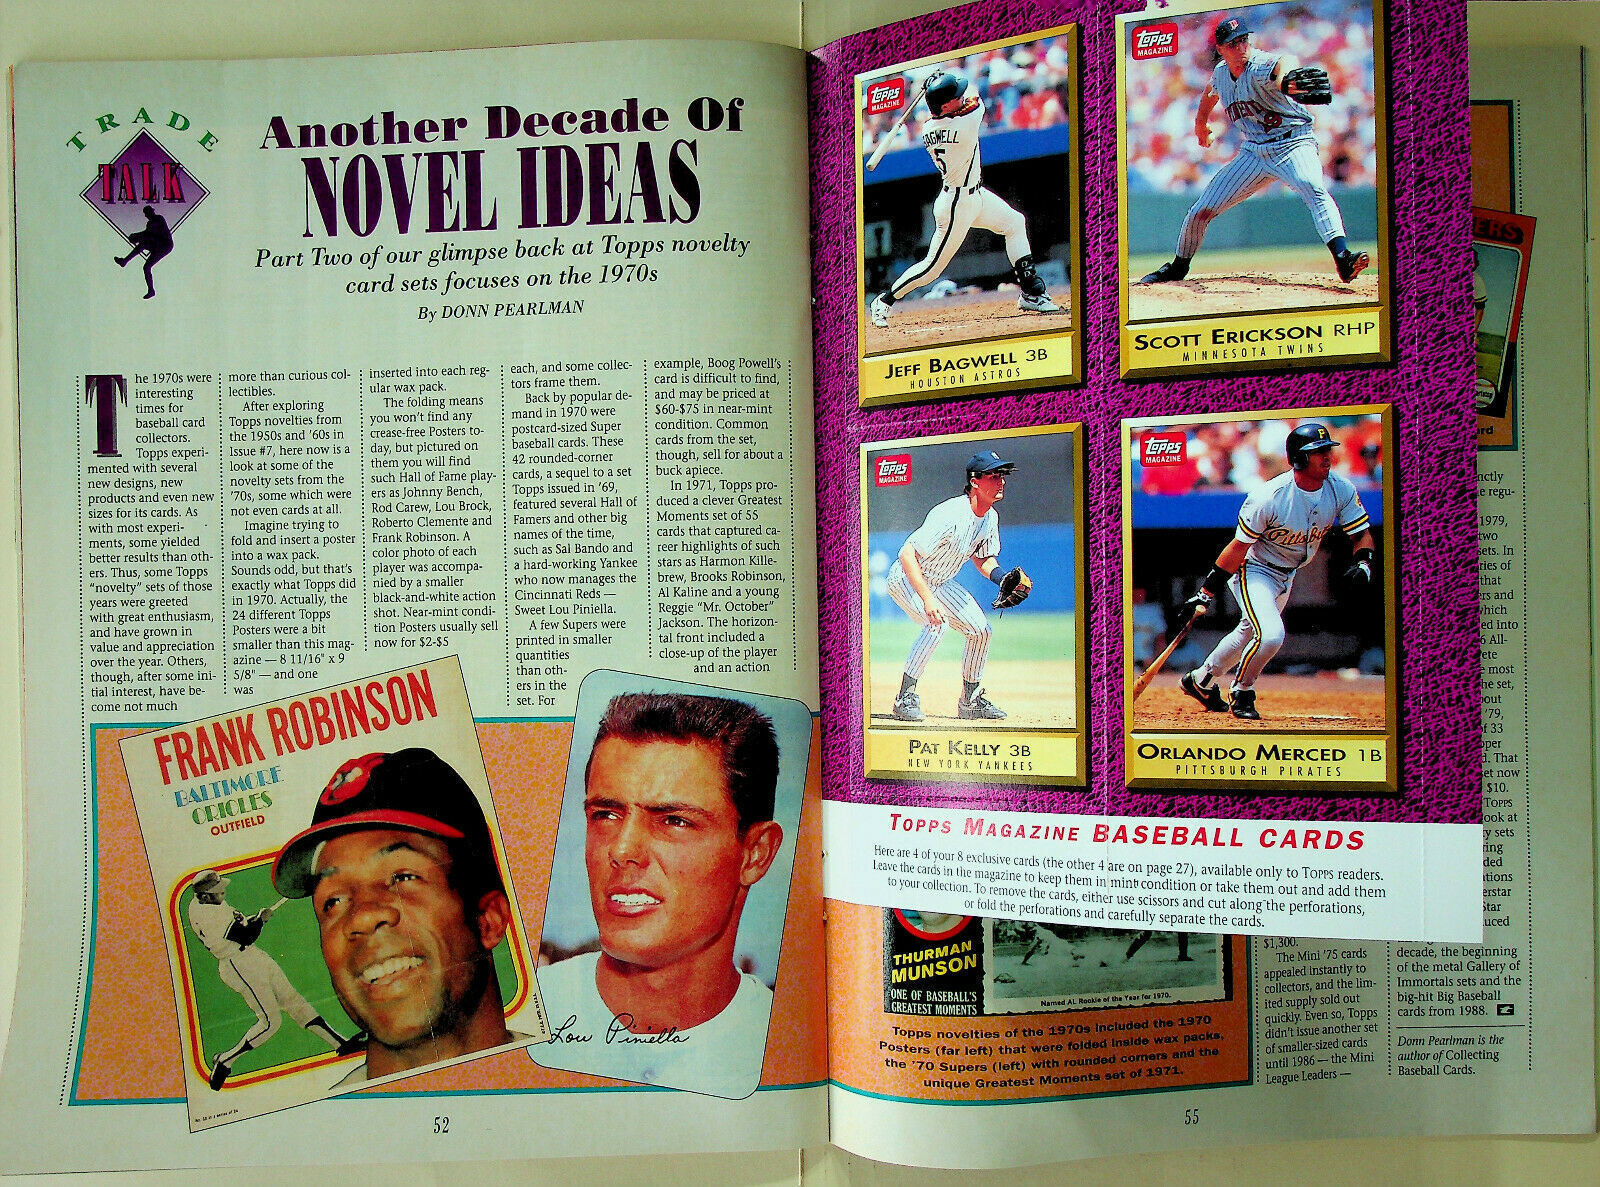 TRADE
TALK
Another Decade Of
NOVEL IDEAS
Part Two of our glimpse back at Topps novelty
card sets focuses on the 1970s
By DONN PEARLMAN
The 1970s were
interesting
times for
baseball card
collectors.
Topps experi-
mented with several
new designs, new
products and even new
sizes for its cards. As
with most experi-
ments, some yielded
better results than oth-
ers. Thus, some Topps
"novelty" sets of those
years were greeted
with great enthusiasm,
and have grown in
value and appreciation
over the year. Others,
though, after some ini-
tial interest, have be-
come not much
more than curious col-
lectibles.
After exploring
Topps novelties from
the 1950s and '60s in
Issue #7, here now is a
look at some of the
novelty sets from the
'70s, some which were
not even cards at all.
Imagine trying to
fold and insert a poster
into a wax pack.
Sounds odd, but that's
exactly what Topps did
in 1970. Actually, the
24 different Topps
Posters were a bit
smaller than this mag-
azine — 8 11/16" x 9
5/8" — and one
was
inserted into each reg-
ular wax pack.
The folding means
you won't find any
crease-free Posters to-
day, but pictured on
them you will find
such Hall of Fame play-
ers as Johnny Bench,
Rod Carew, Lou Brock,
Roberto Clemente and
Frank Robinson. A
color photo of each
player was accompa-
nied by a smaller
black-and-white action
shot. Near-mint condi-
tion Posters usually sell
now for $2-$5
each, and some collec-
tors frame them.
Back by popular de-
mand in 1970 were
postcard-sized Super
baseball cards. These
42 rounded-corner
cards, a sequel to a set
Topps issued in '69,
featured several Hall of
Famers and other big
names of the time,
such as Sal Bando and
a hard-working Yankee
who now manages the
Cincinnati Reds —
Sweet Lou Piniella.
A few Supers were
printed in smaller
quantities
than oth-
ers in the
set. For
example, Boog Powell's
card is difficult to find,
and may be priced at
$60-$75 in near-mint
condition. Common
cards from the set,
though, sell for about a
buck apiece.
In 1971, Topps pro-
duced a clever Greatest
Moments set of 55
cards that captured ca-
reer highlights of such
stars as Harmon Kille-
brew, Brooks Robinson,
Al Kaline and a young
Reggie "Mr. October"
Jackson. The horizon-
tal front included a
close-up of the player
and an action
FRANK ROBINSON
BALTIMORE
ORIOLES
OUTFIELD
Lou Piniella
52
Topps
MAGAZINE
BAGWELL
5
JEFF BAGWELL 3B
HOUSTON ASTROS
Topps
MAGAZINE
SCOTT ERICKSON RHP
MINNESOTA TWINS
Topps
MAGAZINE
PAT KELLY 3B
NEW YORK YANKEES
Topps
MAGAZINE
P
ORLANDO MERCED 1B
PITTSBURGH PIRATES
TOPPS MAGAZINE BASEBALL CARDS
Here are 4 of your 8 exclusive cards (the other 4 are on page 27), available only to TOPPS readers.
Leave the cards in the magazine to keep them in mint condition or take them out and add them
to your collection. To remove the cards, either use scissors and cut along the perforations,
or fold the perforations and carefully separate the cards.
THURMAN
MUNSON
ONE OF BASEBALL'S
GREATEST MOMENTS
Named AL Rookie of the Year for 1970.
Topps novelties of the 1970s included the 1970
Posters (far left) that were folded inside wax packs,
the '70 Supers (left) with rounded corners and the
unique Greatest Moments set of 1971.
$1,300.
The Mini '75 cards
appealed instantly to
collectors, and the lim-
ited supply sold out
quickly. Even so, Topps
didn't issue another set
of smaller-sized cards
until 1986 — the Mini
League Leaders —
decade, the beginning
of the metal Gallery of
Immortals sets and the
big-hit Big Baseball
cards from 1988.
Donn Pearlman is the
author of Collecting
Baseball Cards.
55